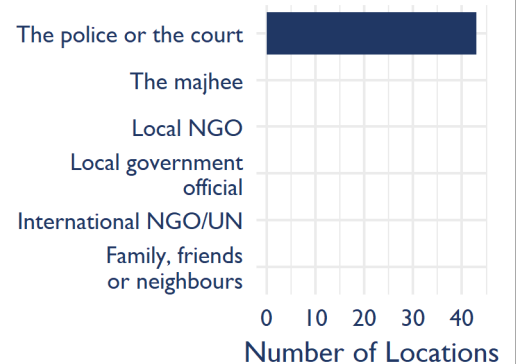 The police or the court
The majhee
Local NGO
Local government
official
International NGO/UN
Family, friends
or neighbours
0 10 20 30 40
Number of Locations